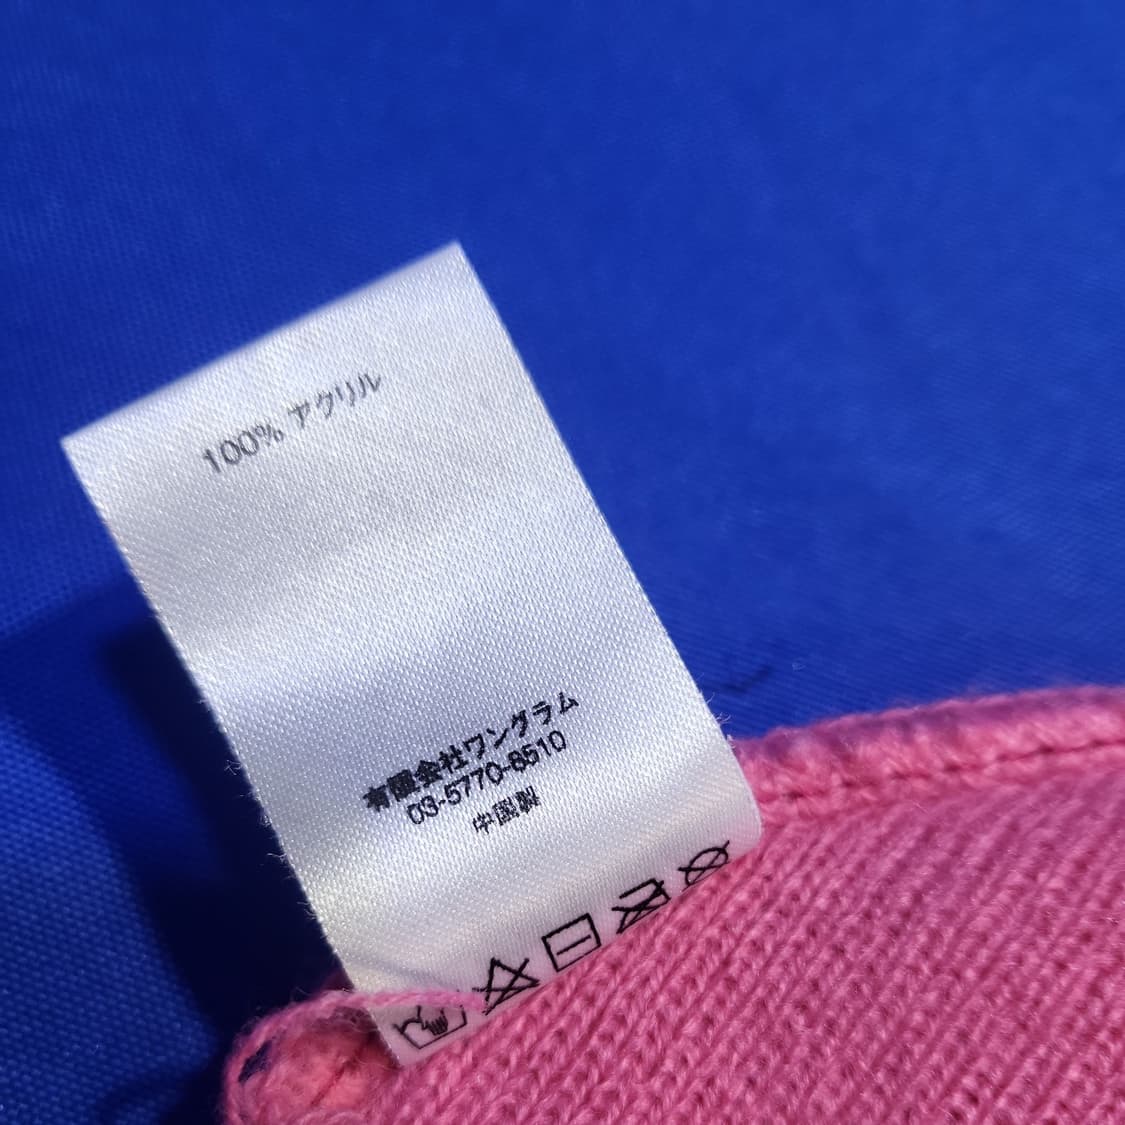 100% アクリル
有限会社ワングラム
03-5770-8510
中国製